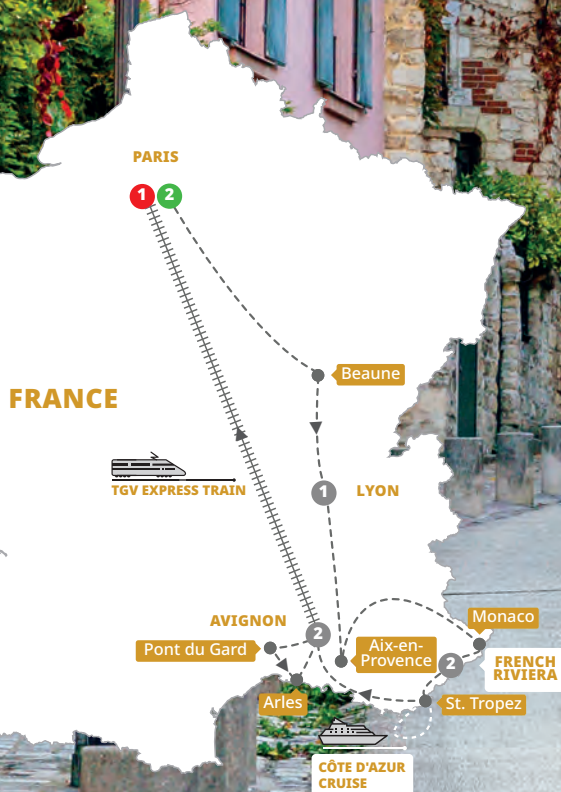 PARIS
1 2
Beaune
FRANCE
TGV EXPRESS TRAIN
1
LYON
AVIGNON
2
Monaco
Pont du Gard
Aix-en-
Provence
2
FRENCH
RIVIERA
Arles
St. Tropez
CÔTE D'AZUR
CRUISE